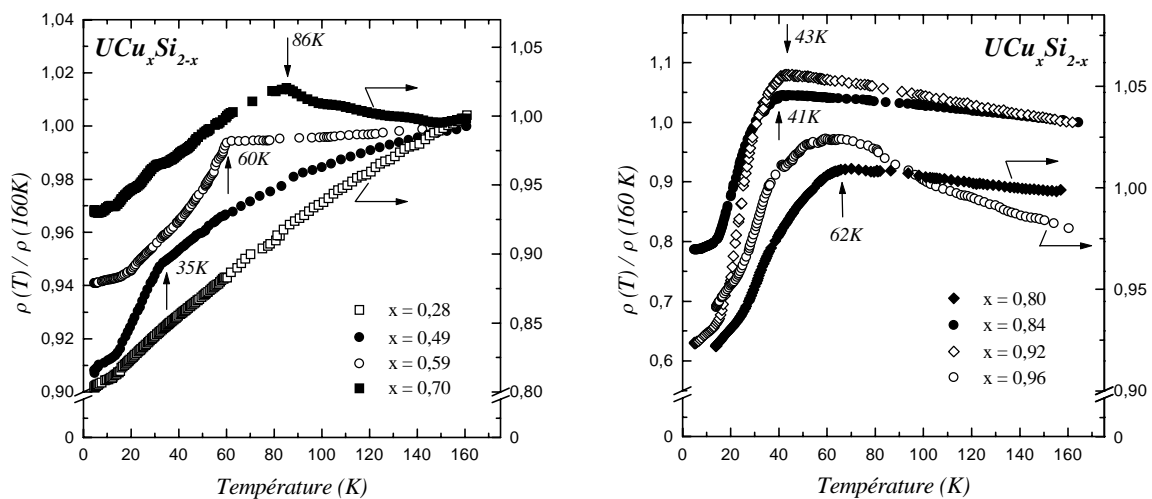 UCuxSi2-x
86K
60K
35K
1,04
1,02
1,00
0,98
0,96
0,94
0,92
0,90
0
1,05
1,00
0,95
0,90
0,85
0,80
0
ρ (T) / ρ (160K)
x = 0,28
x = 0,49
x = 0,59
x = 0,70
0 20 40 60 80 100 120 140 160
Température (K)
UCuxSi2-x
43K
41K
62K
1,1
1,0
0,9
0,8
0,7
0,6
0
1,05
1,00
0,95
0,90
0
ρ (T) / ρ (160 K)
x = 0,80
x = 0,84
x = 0,92
x = 0,96
0 20 40 60 80 100 120 140 160
Température (K)